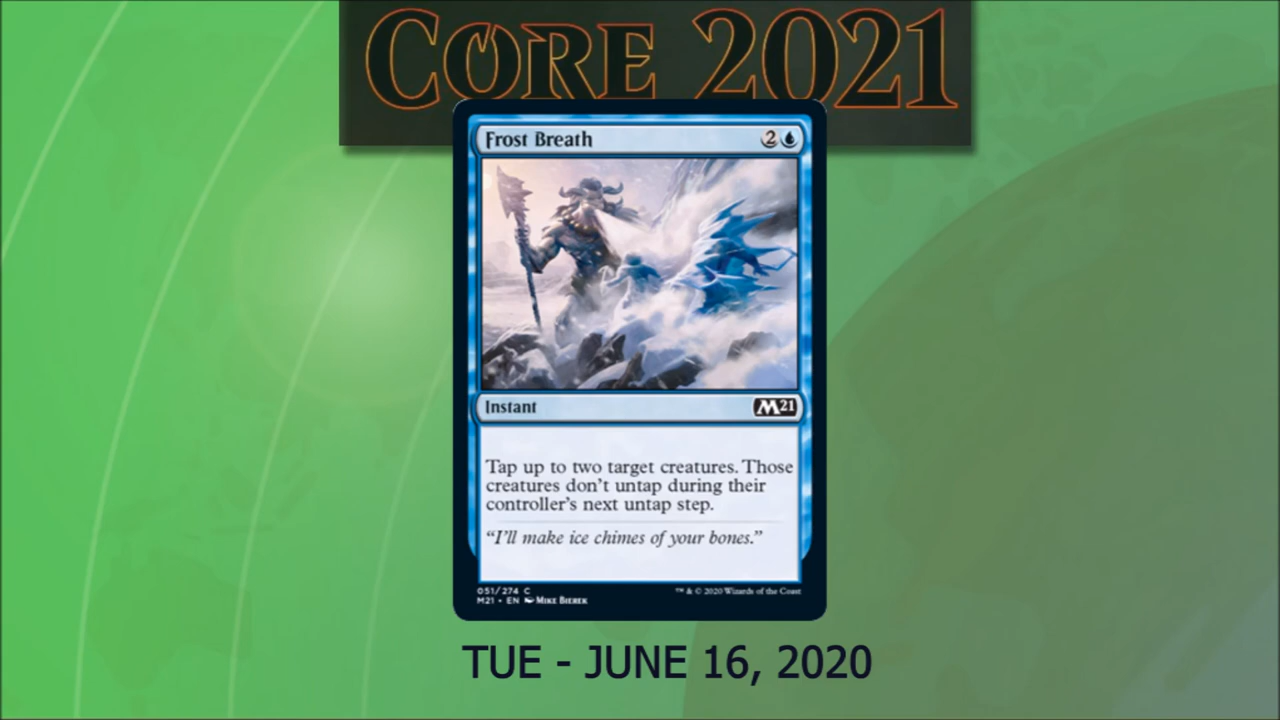 CORE 2021
Frost Breath 2
Instant M21
Tap up to two target creatures. Those
creatures don't untap during their
controller's next untap step.
"I'll make ice chimes of your bones."
051/274 C ™ & © 2020 Wizards of the Coast
M21 • EN MIKE BIEREK
TUE - JUNE 16, 2020